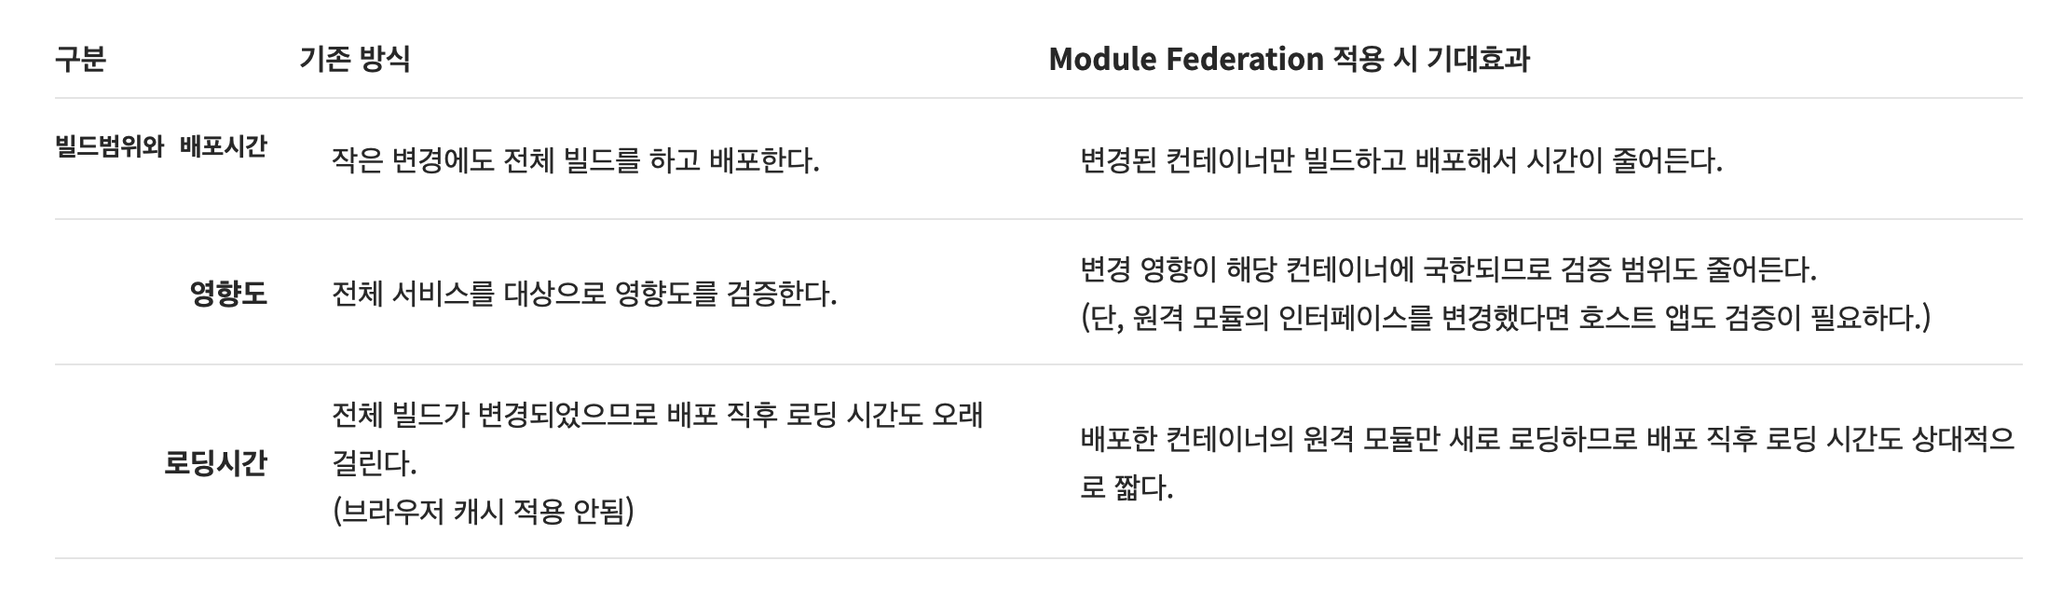 구분 기존 방식 Module Federation 적용 시 기대효과
빌드범위와 배포시간 작은 변경에도 전체 빌드를 하고 배포한다. 변경된 컨테이너만 빌드하고 배포해서 시간이 줄어든다.
영향도 전체 서비스를 대상으로 영향도를 검증한다. 변경 영향이 해당 컨테이너에 국한되므로 검증 범위도 줄어든다.
(단, 원격 모듈의 인터페이스를 변경했다면 호스트 앱도 검증이 필요하다.)
로딩시간
전체 빌드가 변경되었으므로 배포 직후 로딩 시간도 오래
걸린다.
(브라우저 캐시 적용 안됨)
배포한 컨테이너의 원격 모듈만 새로 로딩하므로 배포 직후 로딩 시간도 상대적으
로 짧다.